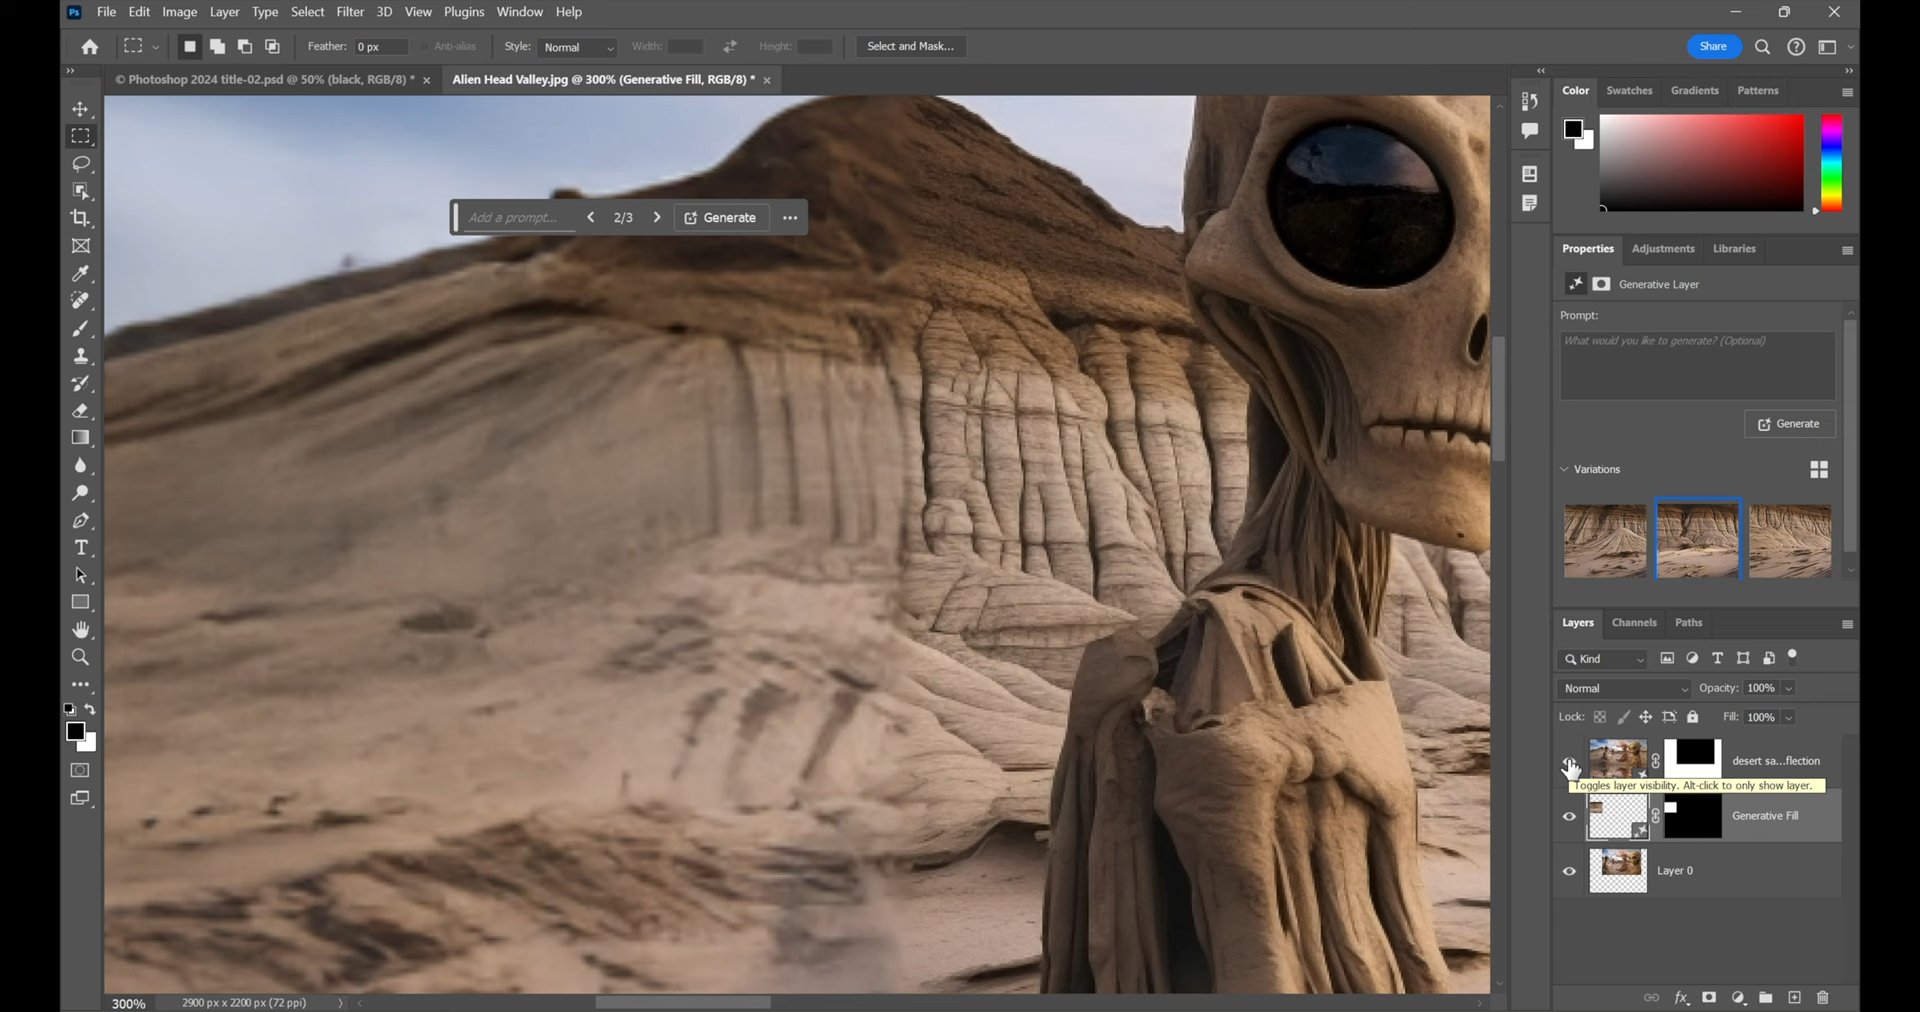 Ps File Edit Image Layer Type Select Filter 3D View Plugins Window Help
Feather: 0 px Anti-alias Style: Normal Width: Height: Select and Mask... Share
© Photoshop 2024 title-02.psd @ 50% (black, RGB/8) * × Alien Head Valley.jpg @ 300% (Generative Fill, RGB/8) * ×
Color Swatches Gradients Patterns
Add a prompt... 2/3 Generate ...
Properties Adjustments Libraries
Generative Layer
Prompt:
What would you like to generate? (Optional)
Generate
Variations
Layers Channels Paths
Kind
Normal Opacity: 100%
Lock: Fill: 100%
desert sa...flection
Toggles layer visibility. Alt-click to only show layer.
Generative Fill
Layer 0
300% 2900 px x 2200 px (72 ppi)
fx